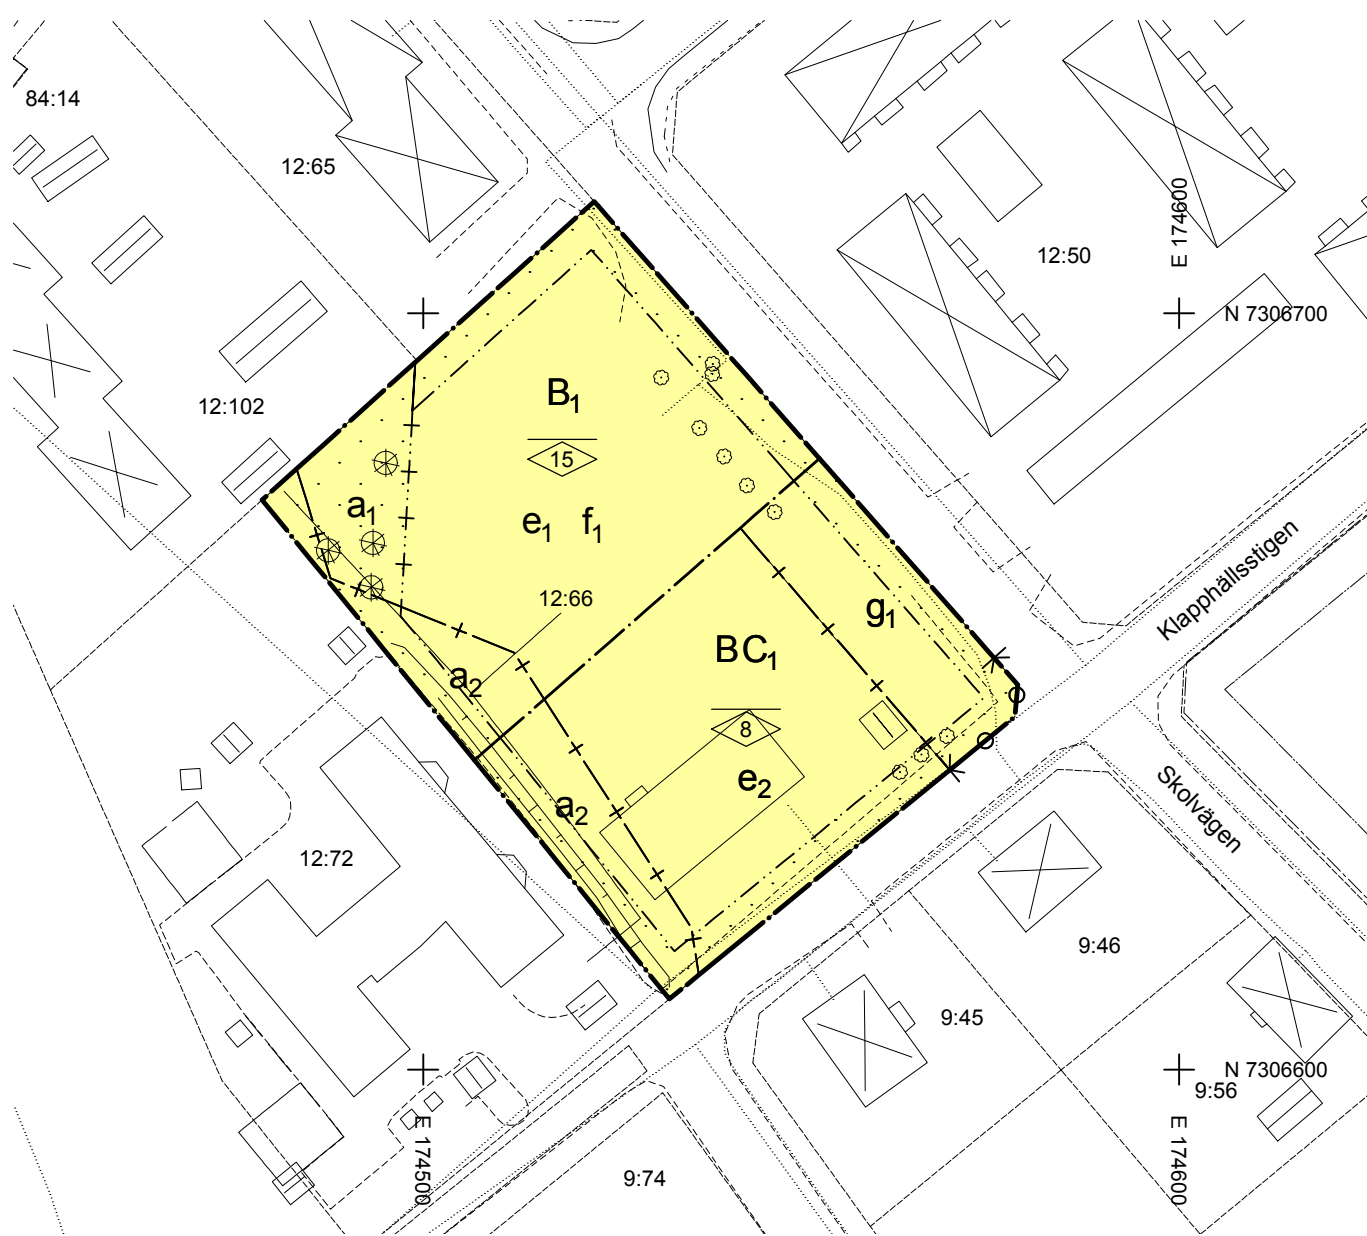 84:14
12:65
E 174600
12:50
N 7306700
12:102
B1
15
a1
e1 f1
12:66
g1
Klapphällsstigen
BC1
a2
8
e2
a2
Skolvägen
12:72
9:46
9:45
N 7306600
9:56
E 174500
E 174600
9:74